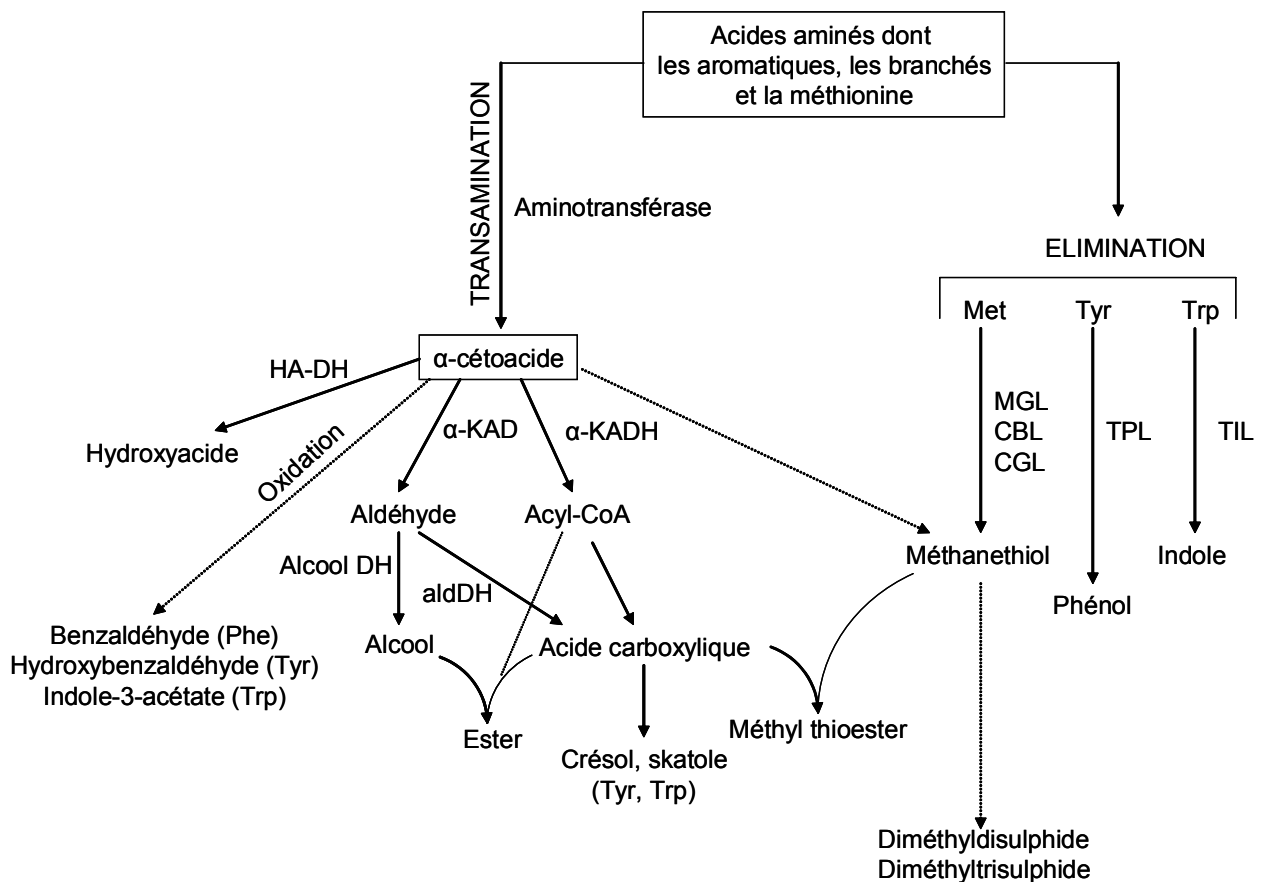 Acides aminés dont
les aromatiques, les branchés
et la méthionine
TRANSAMINATION
Aminotransférase
ELIMINATION
Met
Tyr
Trp
α-cétoacide
HA-DH
Hydroxyacide
Oxidation
α-KAD
α-KADH
MGL
CBL
CGL
TPL
TIL
Aldéhyde
Acyl-CoA
Méthanethiol
Indole
Alcool DH
aldDH
Phénol
Benzaldéhyde (Phe)
Hydroxybenzaldéhyde (Tyr)
Indole-3-acétate (Trp)
Alcool
Acide carboxylique
Ester
Méthyl thioester
Crésol, skatole
(Tyr, Trp)
Diméthyldisulphide
Diméthyltrisulphide